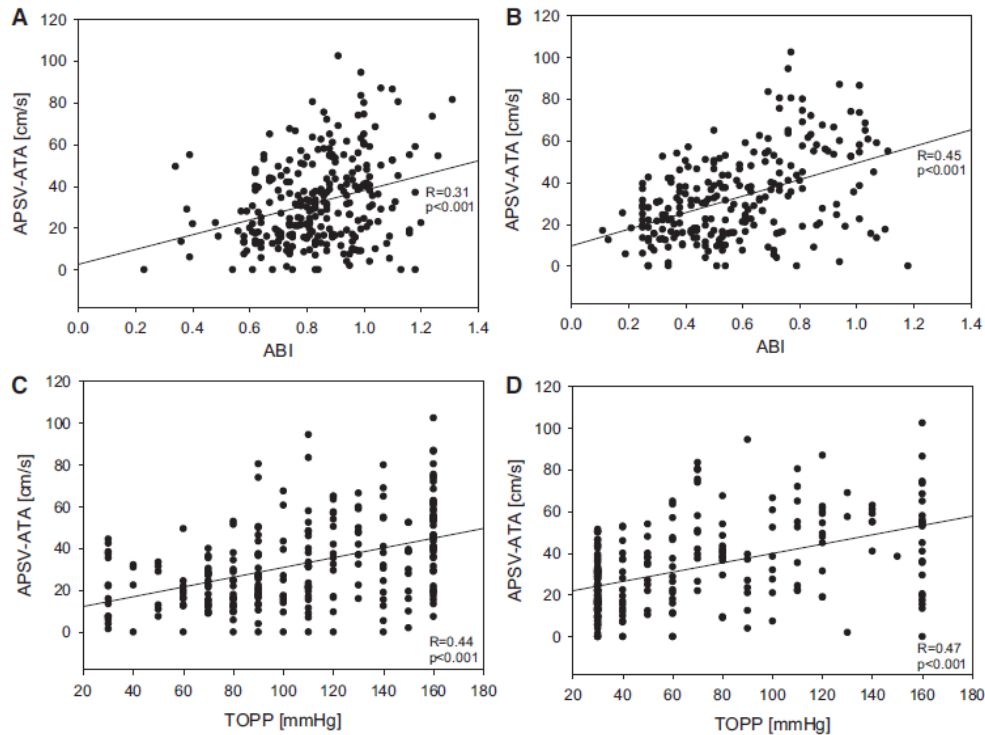 A
120
100
80
60
40
20
0
APSV-ATA [cm/s]
R=0.31
p<0.001
0.0 0.2 0.4 0.6 0.8 1.0 1.2 1.4
ABI
B
120
100
80
60
40
20
0
APSV-ATA [cm/s]
R=0.45
p<0.001
0.0 0.2 0.4 0.6 0.8 1.0 1.2 1.4
ABI
C
120
100
80
60
40
20
0
APSV-ATA [cm/s]
R=0.44
p<0.001
20 40 60 80 100 120 140 160 180
TOPP [mmHg]
D
120
100
80
60
40
20
0
APSV-ATA [cm/s]
R=0.47
p<0.001
20 40 60 80 100 120 140 160 180
TOPP [mmHg]